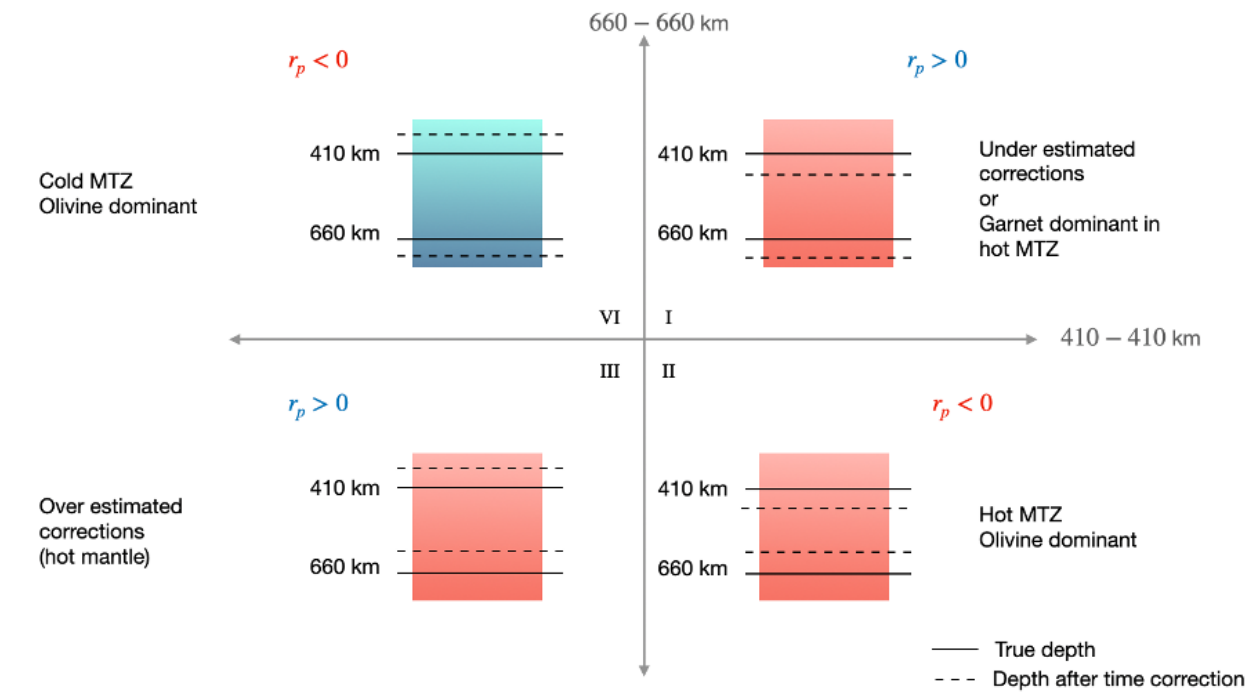 660 – 660 km
r_p < 0
r_p > 0
410 km
660 km
Cold MTZ
Olivine dominant
410 km
660 km
Under estimated
corrections
or
Garnet dominant in
hot MTZ
VI
I
410 – 410 km
III
II
r_p > 0
r_p < 0
410 km
660 km
Over estimated
corrections
(hot mantle)
410 km
660 km
Hot MTZ
Olivine dominant
True depth
Depth after time correction